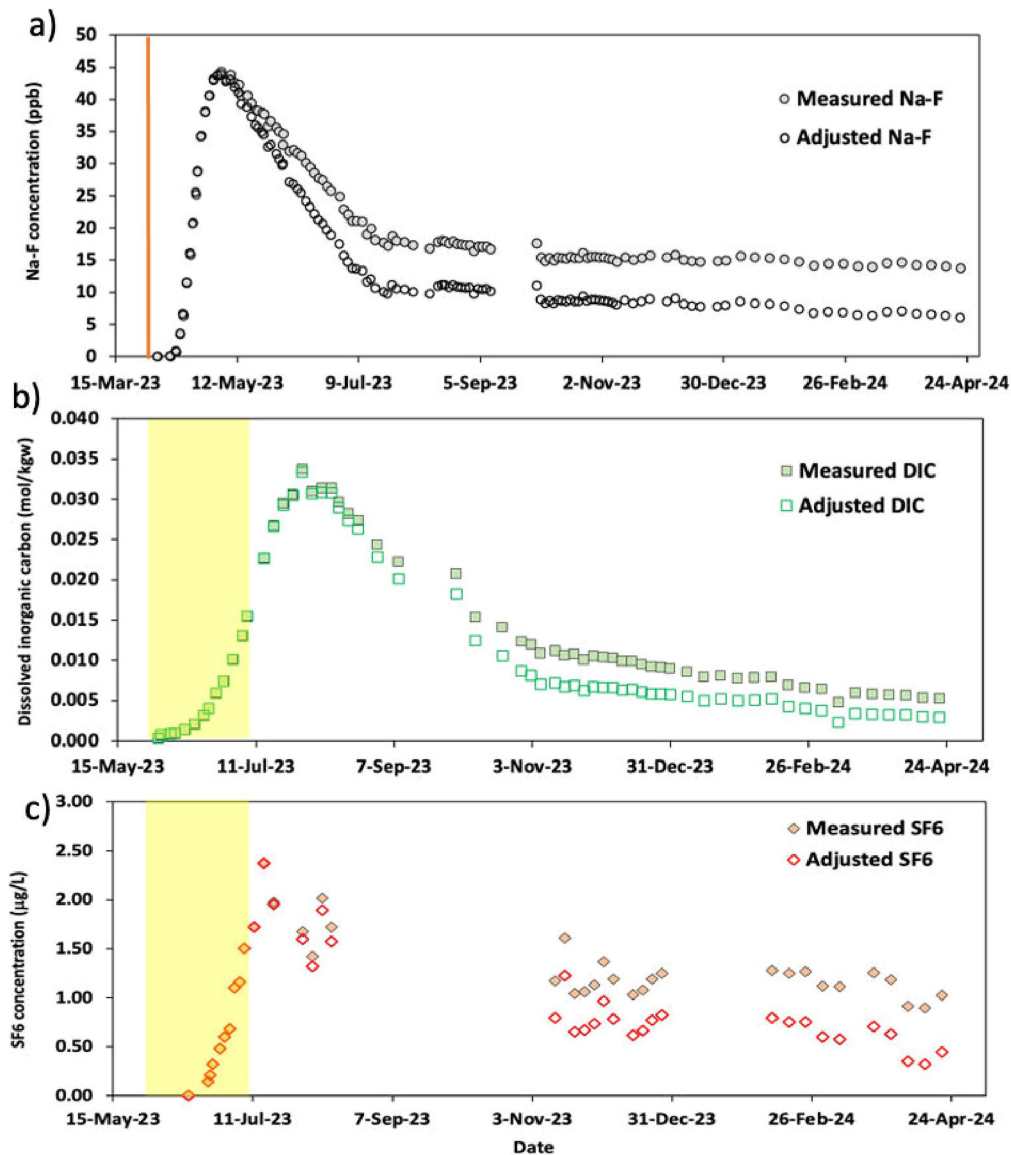 a)
50
45
40
35
30
25
20
15
10
5
0
Na-F concentration (ppb)
Measured Na-F
Adjusted Na-F
15-Mar-23 12-May-23 9-Jul-23 5-Sep-23 2-Nov-23 30-Dec-23 26-Feb-24 24-Apr-24
b)
0.040
0.035
0.030
0.025
0.020
0.015
0.010
0.005
0.000
Dissolved inorganic carbon (mol/kgw)
Measured DIC
Adjusted DIC
15-May-23 11-Jul-23 7-Sep-23 3-Nov-23 31-Dec-23 26-Feb-24 24-Apr-24
c)
3.00
2.50
2.00
1.50
1.00
0.50
0.00
SF6 concentration (µg/L)
Measured SF6
Adjusted SF6
15-May-23 11-Jul-23 7-Sep-23 3-Nov-23 31-Dec-23 26-Feb-24 24-Apr-24
Date